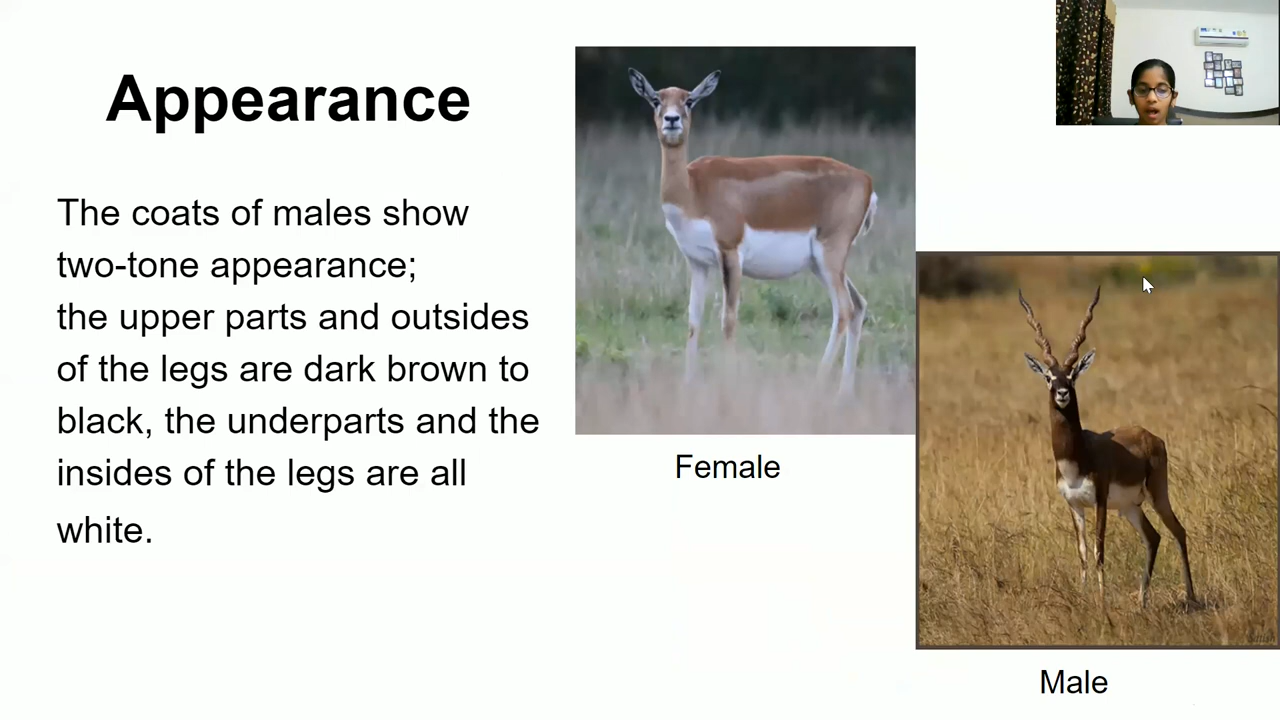 Appearance
The coats of males show
two-tone appearance;
the upper parts and outsides
of the legs are dark brown to
black, the underparts and the
insides of the legs are all
white.
Female
Male